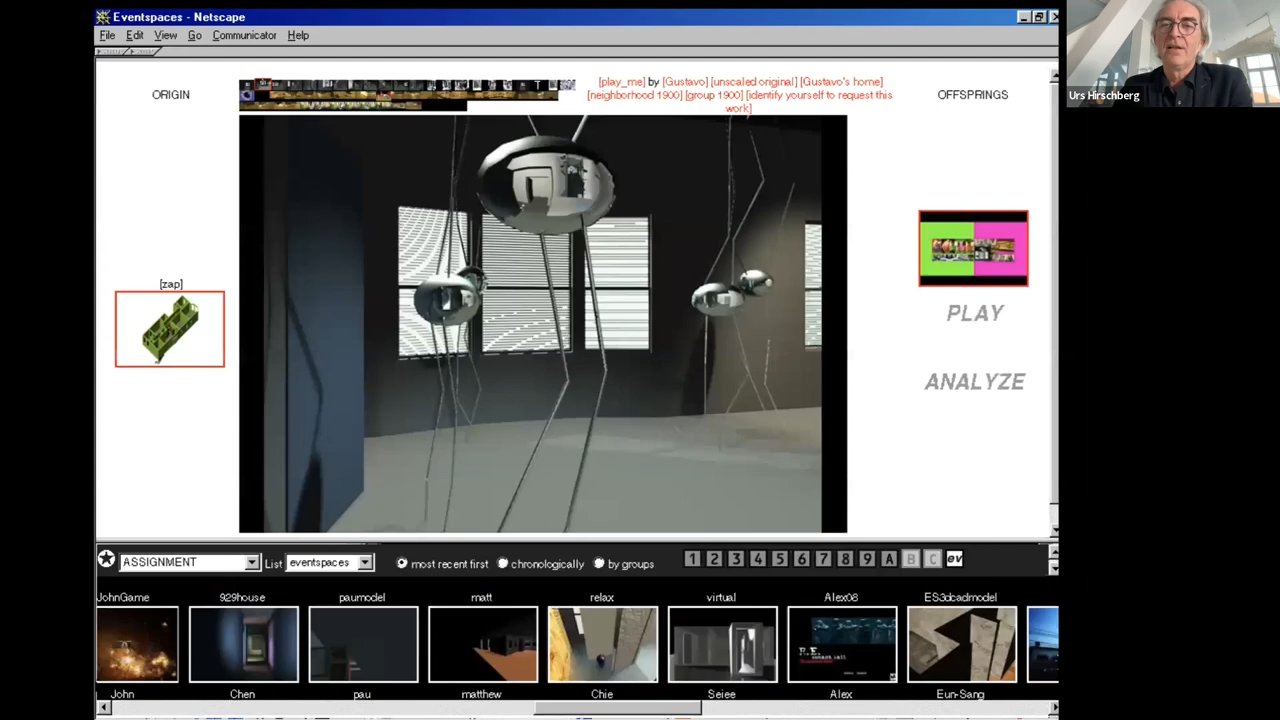 Eventspaces - Netscape
File Edit View Go Communicator Help
ORIGIN
[play_me] by [Gustavo] [unscaled original] [Gustavo's home]
[neighborhood 1900] [group 1900] [identify yourself to request this
work]
OFFSPRINGS
Urs Hirschberg
[zap]
PLAY
ANALYZE
ASSIGNMENT List eventspaces most recent first chronologically by groups 1 2 3 4 5 6 7 8 9 A B C ev
JohnGame 929house paumodel matt relax virtual Alex08 ES3dcadmodel
John Chen pau matthew Chie Seiee Alex Eun-Sang